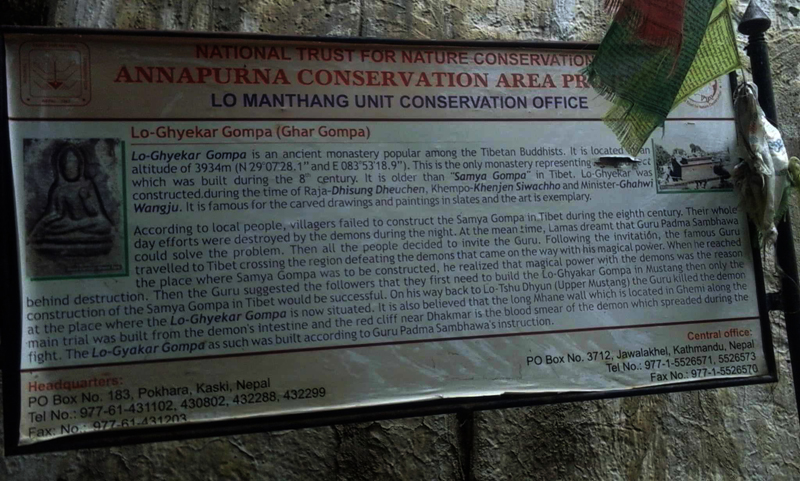 NATIONAL TRUST FOR NATURE CONSERVATION
ANNAPURNA CONSERVATION AREA PR
LO MANTHANG UNIT CONSERVATION OFFICE
Lo-Ghyekar Gompa (Ghar Gompa)
Lo-Ghyekar Gompa is an ancient monastery popular among the Tibetan Buddhists. It is located an
altitude of 3934m (N 29°07'28.1" and E 083°53'18.9"). This is the only monastery representing
which was built during the 8th century. It is older than "Samya Gompa" in Tibet. Lo-Ghyekar was
constructed.during the time of Raja-Dhisung Dheuchen, Khempo-Khenjen Siwachho and Minister-Ghahwi
Wangju. It is famous for the carved drawings and paintings in slates and the art is exemplary.
According to local people, villagers failed to construct the Samya Gompa in Tibet during the eighth century. Their whole
day efforts were destroyed by the demons during the night. At the mean time, Lamas dreamt that Guru Padma Sambhawa
could solve the problem. Then all the people decided to invite the Guru. Following the invitation, the famous Guru
travelled to Tibet crossing the region defeating the demons that came on the way with his magical power. When he reached
the place where Samya Gompa was to be constructed, he realized that magical power with the demons was the reason
behind destruction. Then the Guru suggested the followers that they first need to build the Lo-Ghyakar Gompa in Mustang then only the
construction of the Samya Gompa in Tibet would be successful. On his way back to Lo-Tshu Dhyun (Upper Mustang) the Guru killed the demon
at the place where the Lo-Ghyekar Gompa is now situated. It is also believed that the long Mhane wall which is located in Ghemi along the
main trial was built from the demon's intestine and the red cliff near Dhakmar is the blood smear of the demon which spreaded during the
fight. The Lo-Gyakar Gompa as such was built according to Guru Padma Sambhawa's instruction.
Headquarters:
PO Box No. 183, Pokhara, Kaski, Nepal
Tel No.: 977-61-431102, 430802, 432288, 432299
Fax: No.: 977-61-431203
Central office:
PO Box No. 3712, Jawalakhel, Kathmandu, Nepal
Tel No.: 977-1-5526571, 5526573
Fax No.: 977-1-5526570